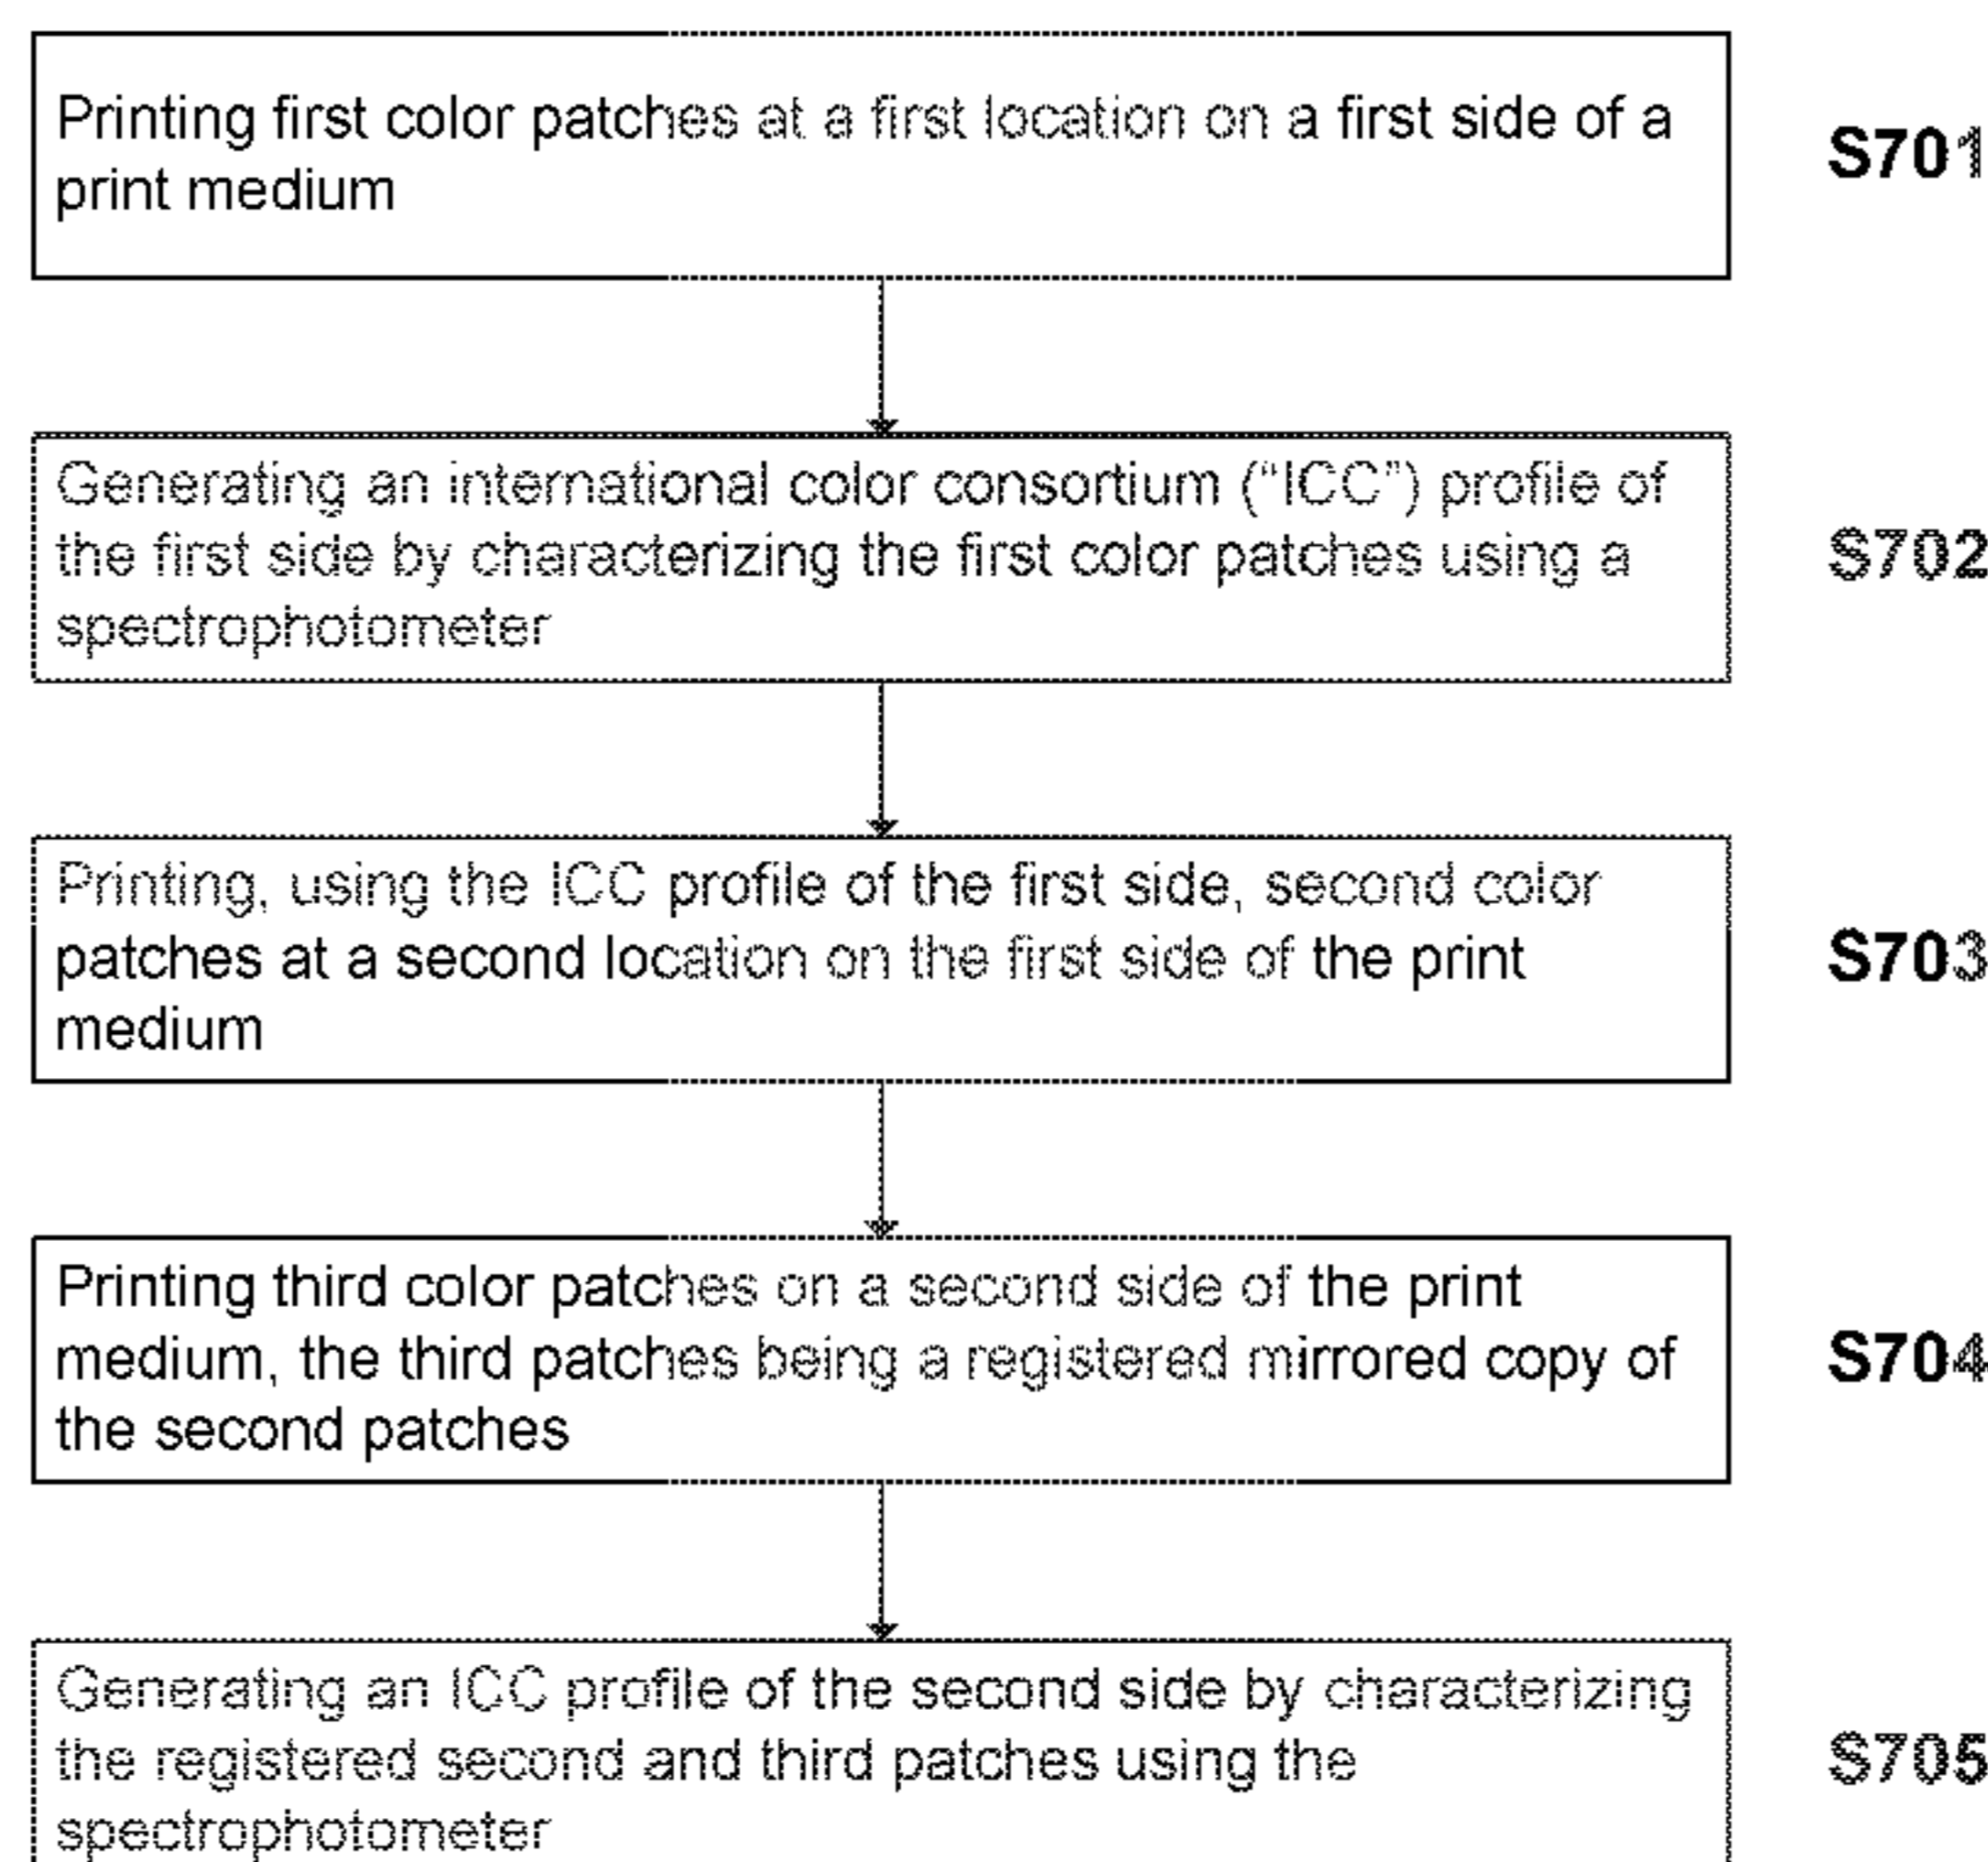 Printing first color patches at a first location on a first side of a
print medium
S701
Generating an international color consortium (“ICC”) profile of
the first side by characterizing the first color patches using a
spectrophotometer
S702
Printing, using the ICC profile of the first side, second color
patches at a second location on the first side of the print
medium
S703
Printing third color patches on a second side of the print
medium, the third patches being a registered mirrored copy of
the second patches
S704
Generating an ICC profile of the second side by characterizing
the registered second and third patches using the
spectrophotometer
S705